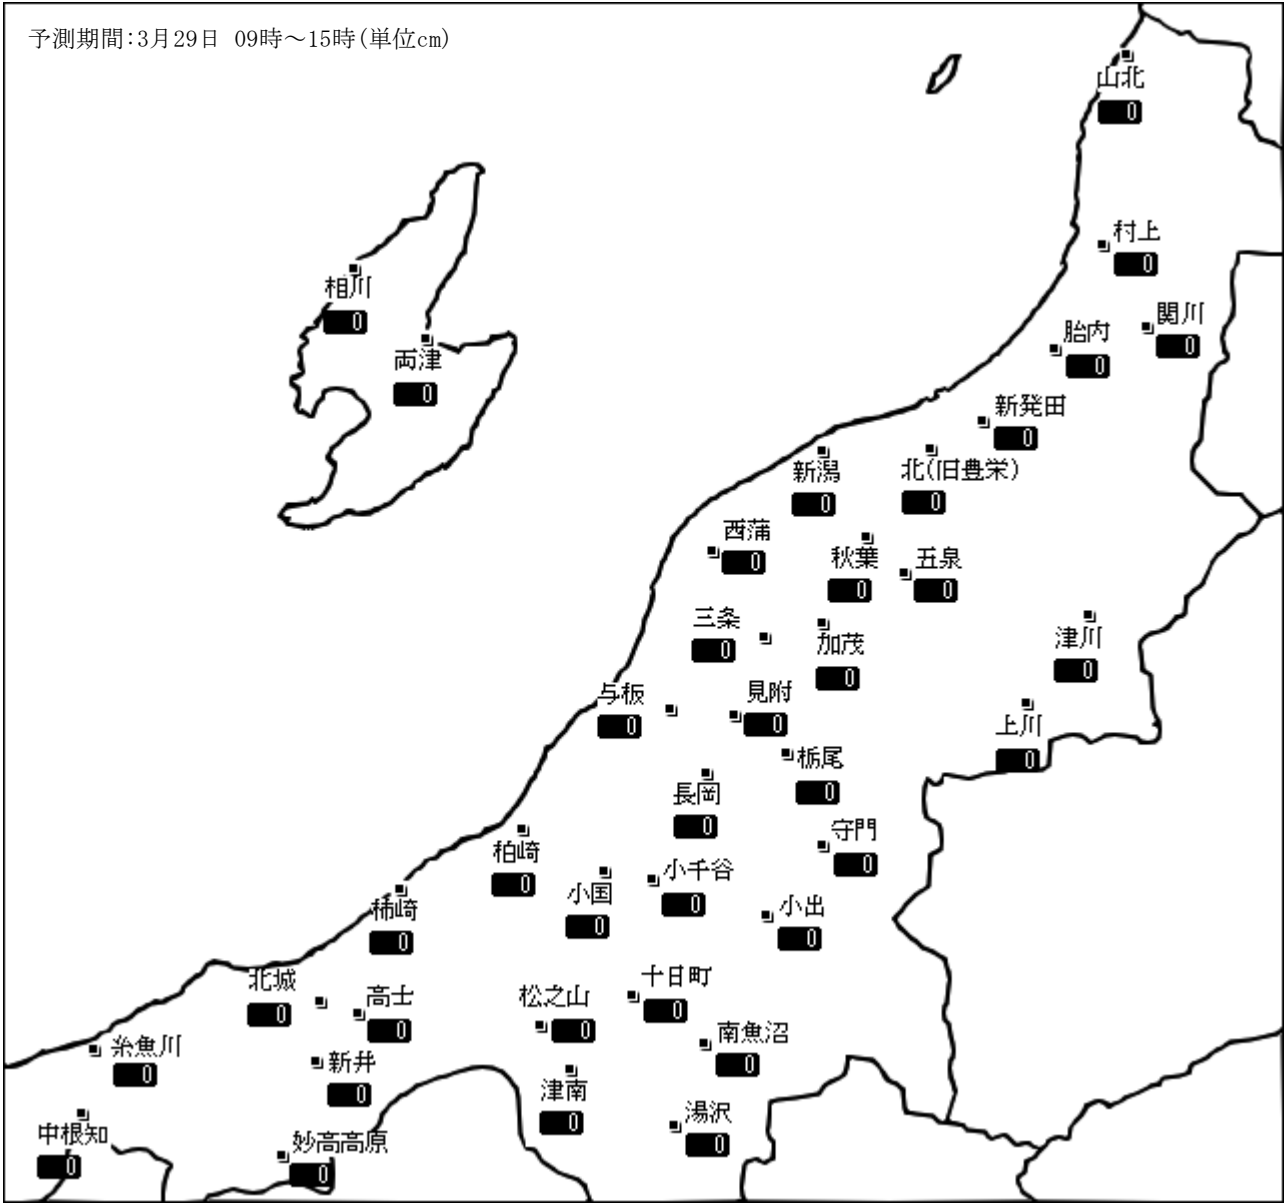 予測期間:3月29日 09時～15時(単位cm)
山北
0
村上
0
相川
0
関川
0
胎内
0
両津
0
新発田
0
新潟
0
北(旧豊栄)
0
西蒲
0
秋葉
0
五泉
0
三条
0
加茂
0
津川
0
与板
0
見附
0
上川
0
栃尾
0
長岡
0
守門
0
柏崎
0
小国
0
小千谷
0
小出
0
柿崎
0
北城
0
高士
0
松之山
0
十日町
0
南魚沼
0
糸魚川
0
新井
0
津南
0
湯沢
0
中根知
0
妙高高原
0